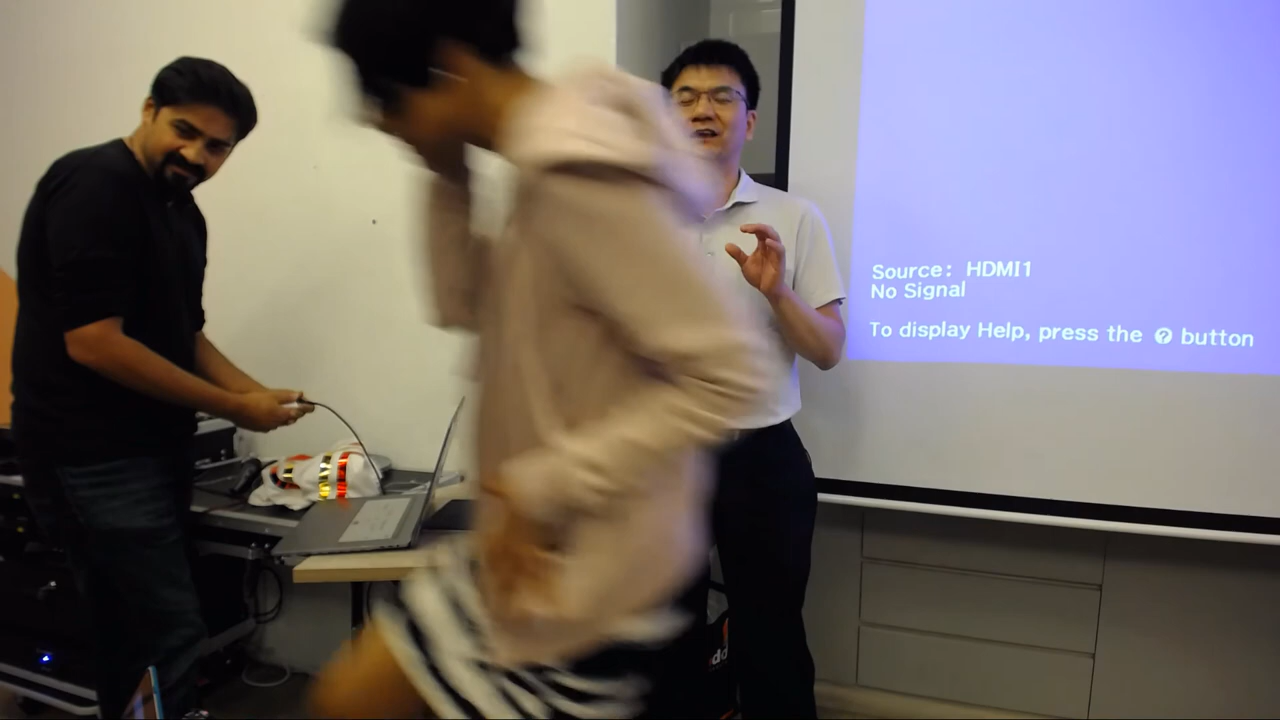 Source: HDMI1
No Signal
To display Help, press the ? button